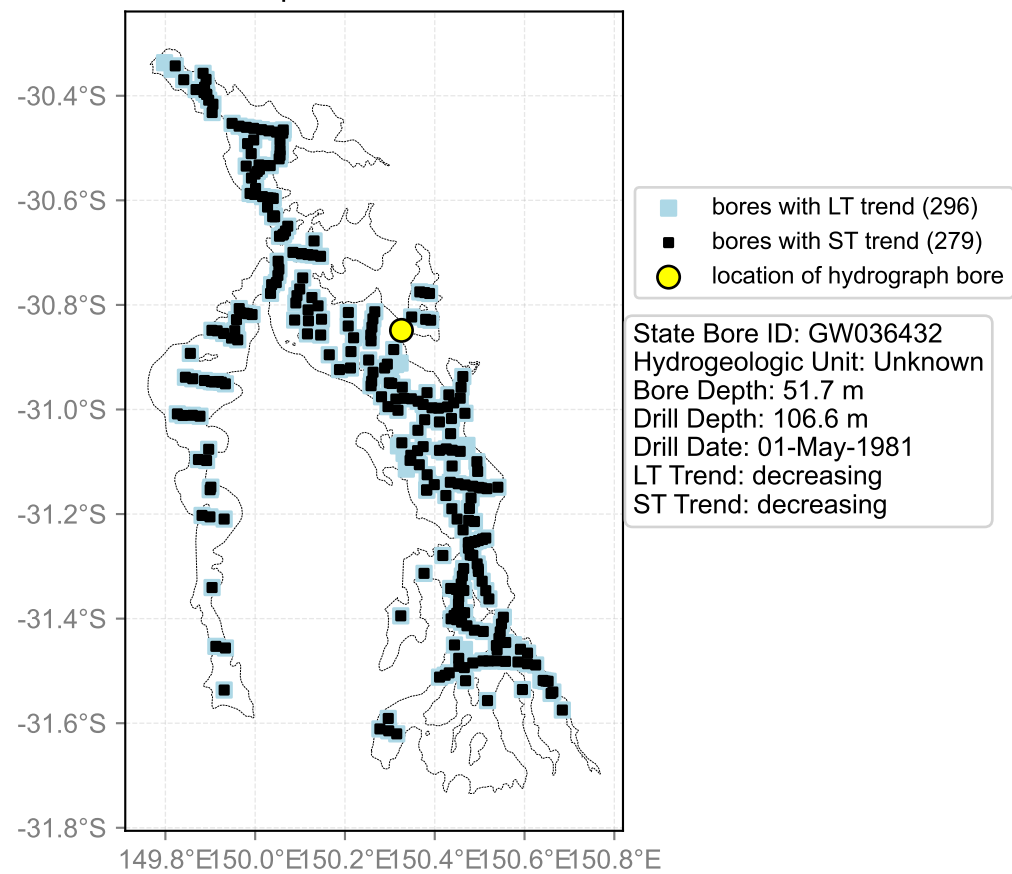 -30.4°S
-30.6°S
-30.8°S
-31.0°S
-31.2°S
-31.4°S
-31.6°S
-31.8°S
149.8°E150.0°E150.2°E150.4°E150.6°E150.8°E
bores with LT trend (296)
bores with ST trend (279)
location of hydrograph bore
State Bore ID: GW036432
Hydrogeologic Unit: Unknown
Bore Depth: 51.7 m
Drill Depth: 106.6 m
Drill Date: 01-May-1981
LT Trend: decreasing
ST Trend: decreasing